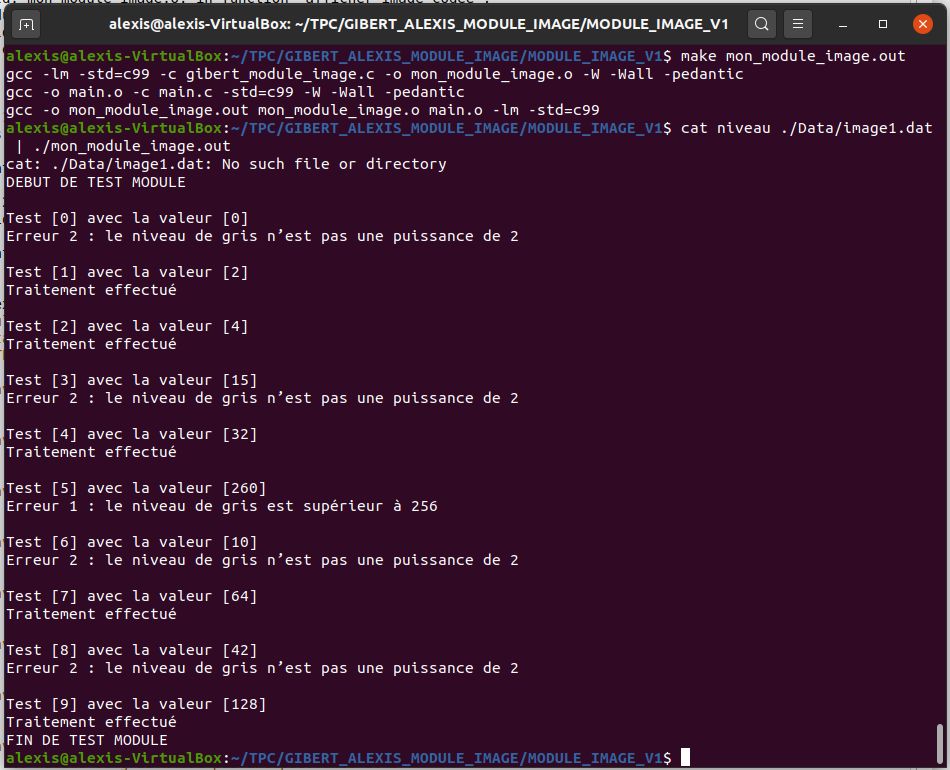 alexis@alexis-VirtualBox: ~/TPC/GIBERT_ALEXIS_MODULE_IMAGE/MODULE_IMAGE_V1
alexis@alexis-VirtualBox:~/TPC/GIBERT_ALEXIS_MODULE_IMAGE/MODULE_IMAGE_V1$ make mon_module_image.out
gcc -lm -std=c99 -c gibert_module_image.c -o mon_module_image.o -W -Wall -pedantic
gcc -o main.o -c main.c -std=c99 -W -Wall -pedantic
gcc -o mon_module_image.out mon_module_image.o main.o -lm -std=c99
alexis@alexis-VirtualBox:~/TPC/GIBERT_ALEXIS_MODULE_IMAGE/MODULE_IMAGE_V1$ cat niveau ./Data/image1.dat
| ./mon_module_image.out
cat: ./Data/image1.dat: No such file or directory
DEBUT DE TEST MODULE
Test [0] avec la valeur [0]
Erreur 2 : le niveau de gris n’est pas une puissance de 2
Test [1] avec la valeur [2]
Traitement effectué
Test [2] avec la valeur [4]
Traitement effectué
Test [3] avec la valeur [15]
Erreur 2 : le niveau de gris n’est pas une puissance de 2
Test [4] avec la valeur [32]
Traitement effectué
Test [5] avec la valeur [260]
Erreur 1 : le niveau de gris est supérieur à 256
Test [6] avec la valeur [10]
Erreur 2 : le niveau de gris n’est pas une puissance de 2
Test [7] avec la valeur [64]
Traitement effectué
Test [8] avec la valeur [42]
Erreur 2 : le niveau de gris n’est pas une puissance de 2
Test [9] avec la valeur [128]
Traitement effectué
FIN DE TEST MODULE
alexis@alexis-VirtualBox:~/TPC/GIBERT_ALEXIS_MODULE_IMAGE/MODULE_IMAGE_V1$